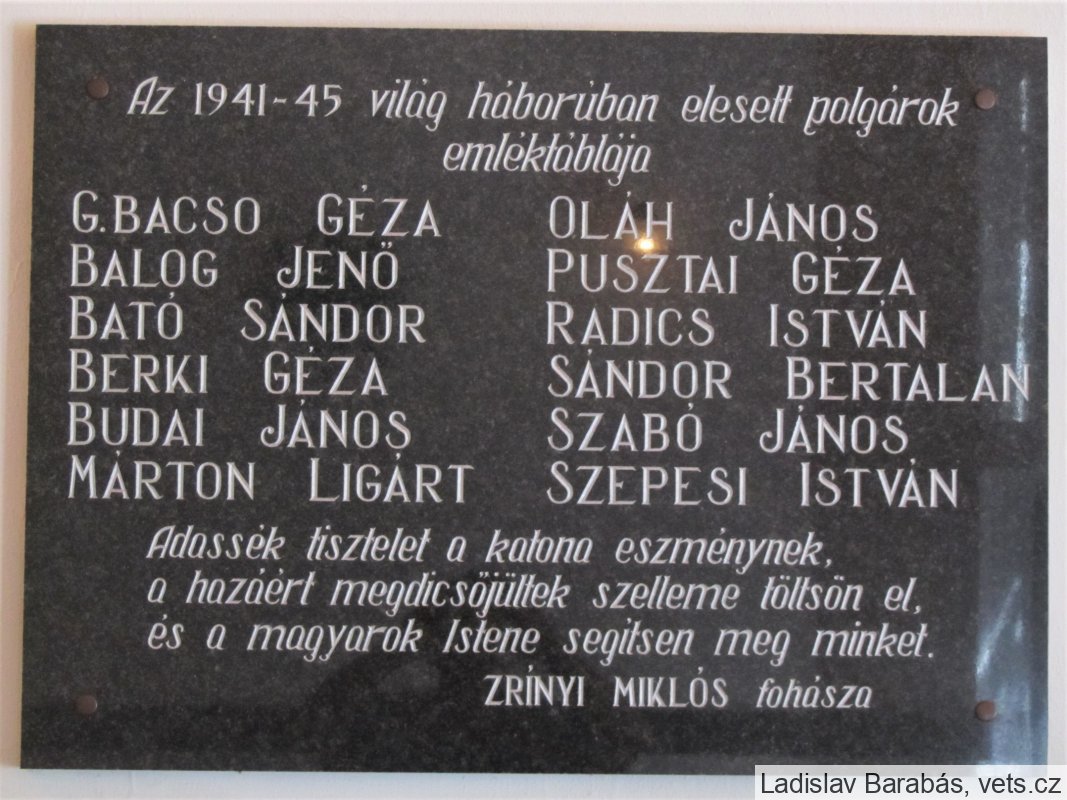 Az 1941-45 világ háborúban elesett polgárok
emléktáblája
G.BACSO GÉZA
BALOG JENŐ
BATÓ SÁNDOR
BERKI GÉZA
BUDAI JÁNOS
MÁRTON LIGÁRT
OLÁH JÁNOS
PUSZTAI GÉZA
RADICS ISTVÁN
SÁNDOR BERTALAN
SZABÓ JÁNOS
SZEPESI ISTVÁN
Adassék tisztelet a katona eszménynek,
a hazáért megdicsőjültek szelleme töltsön el,
és a magyarok Istene segítsen meg minket.
ZRÍNYI MIKLÓS fohásza
Ladislav Barabás, vets.cz